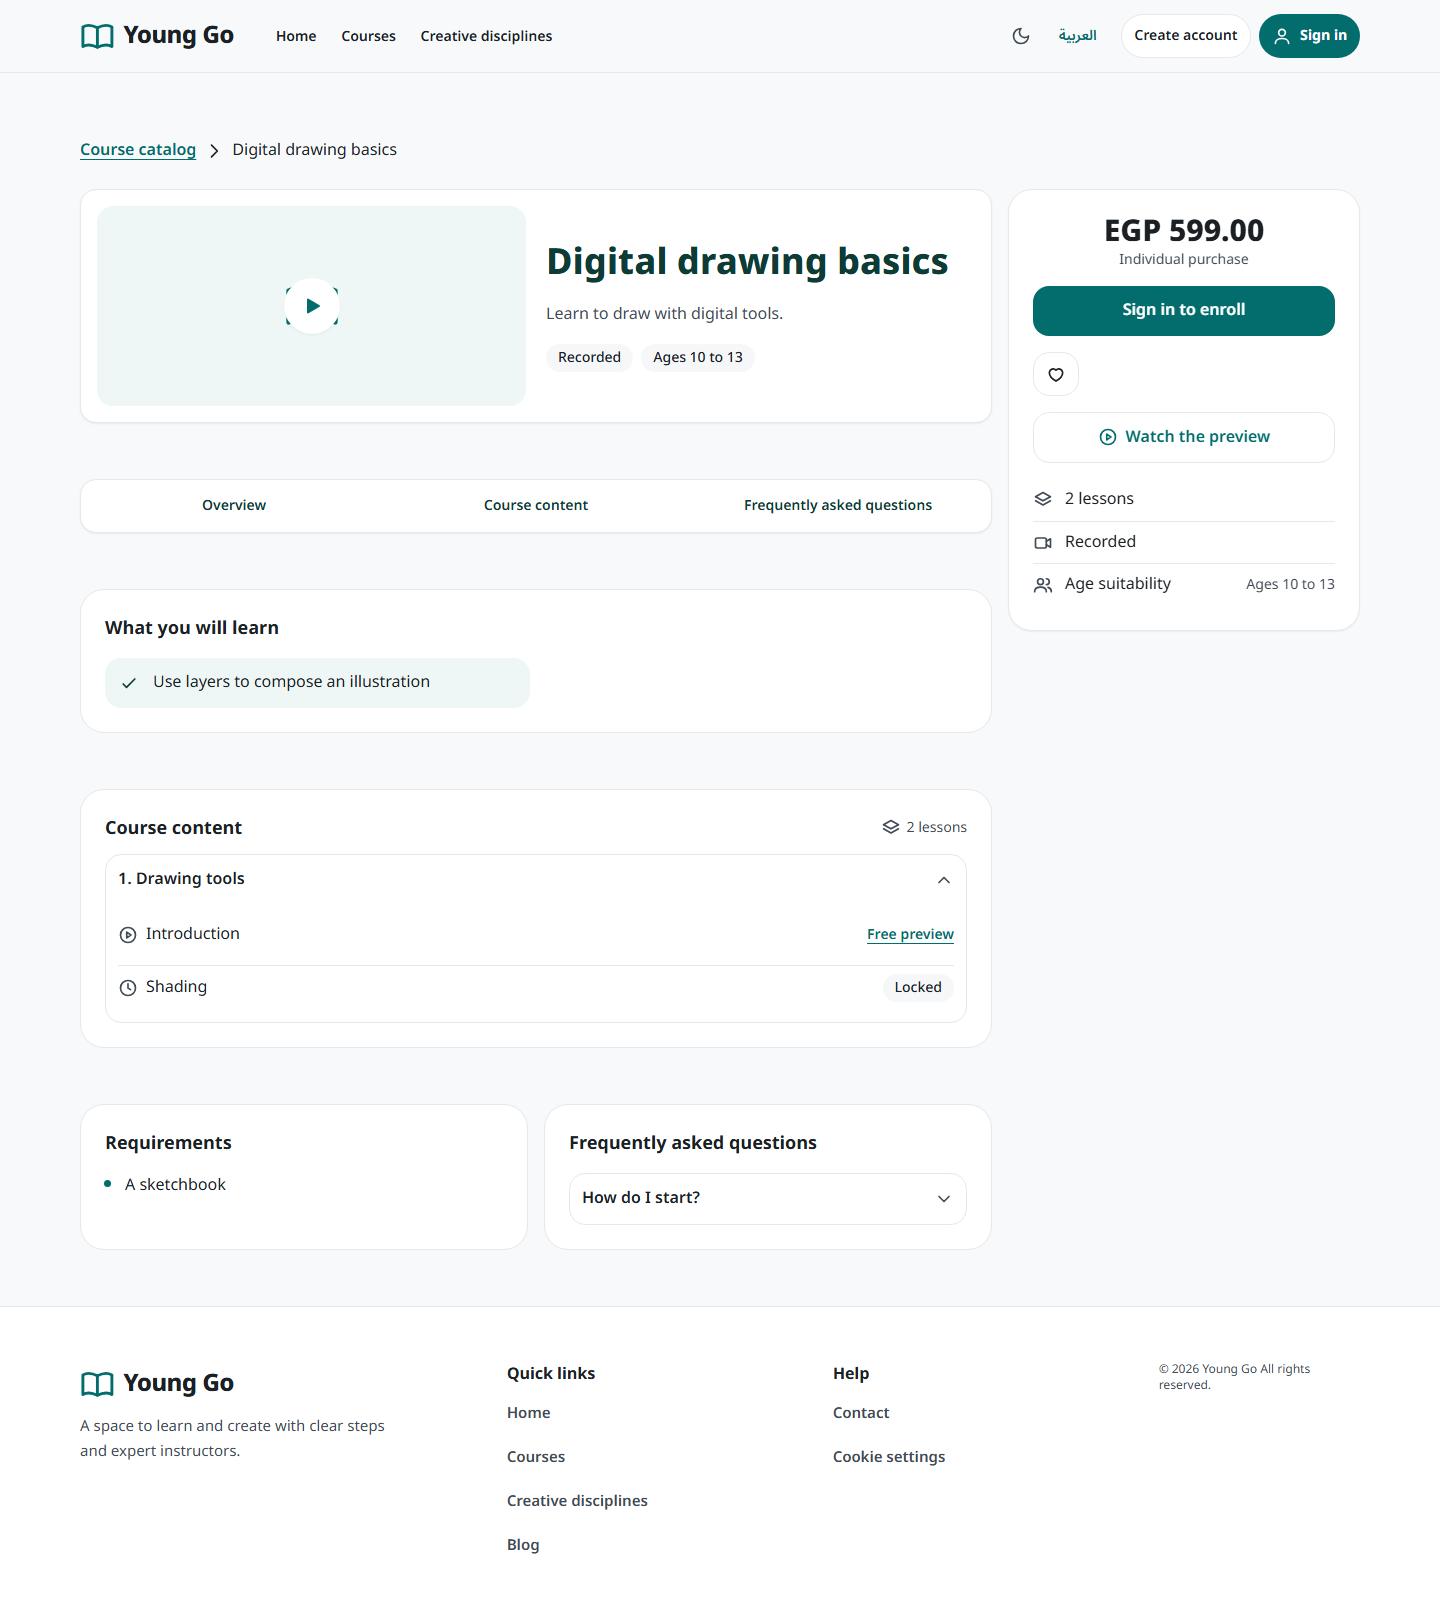 Young Go
Home
Courses
Creative disciplines
العربية
Create account
Sign in
Course catalog
Digital drawing basics
Digital drawing basics
Learn to draw with digital tools.
Recorded
Ages 10 to 13
EGP 599.00
Individual purchase
Sign in to enroll
Watch the preview
2 lessons
Recorded
Age suitability
Ages 10 to 13
Overview
Course content
Frequently asked questions
What you will learn
Use layers to compose an illustration
Course content
2 lessons
1. Drawing tools
Introduction
Free preview
Shading
Locked
Requirements
A sketchbook
Frequently asked questions
How do I start?
Young Go
A space to learn and create with clear steps
and expert instructors.
Quick links
Home
Courses
Creative disciplines
Blog
Help
Contact
Cookie settings
© 2026 Young Go All rights
reserved.